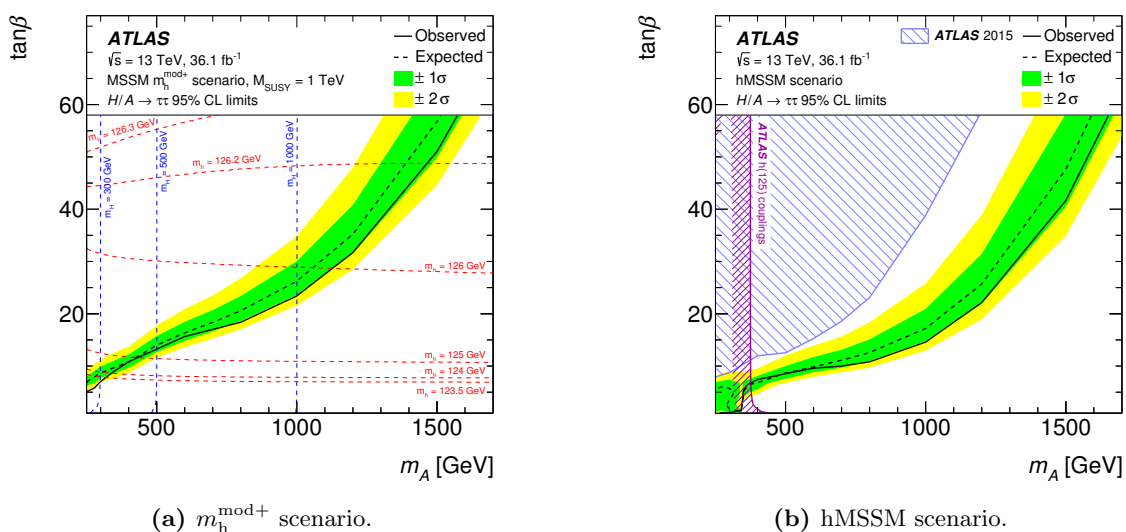 tanβ
ATLAS
√s = 13 TeV, 36.1 fb⁻¹
MSSM m_h^mod+ scenario, M_SUSY = 1 TeV
H/A → ττ 95% CL limits
Observed
Expected
± 1σ
± 2σ
60
40
20
m_h = 126.3 GeV
m_h = 126.2 GeV
m_h = 126 GeV
m_h = 125 GeV
m_h = 124 GeV
m_h = 123.5 GeV
m_H = 300 GeV
m_H = 500 GeV
m_H = 1000 GeV
500 1000 1500
m_A [GeV]
(a) m_h^mod+ scenario.
tanβ
ATLAS
√s = 13 TeV, 36.1 fb⁻¹
hMSSM scenario
H/A → ττ 95% CL limits
ATLAS 2015
Observed
Expected
± 1σ
± 2σ
60
40
20
ATLAS h(125) couplings
500 1000 1500
m_A [GeV]
(b) hMSSM scenario.